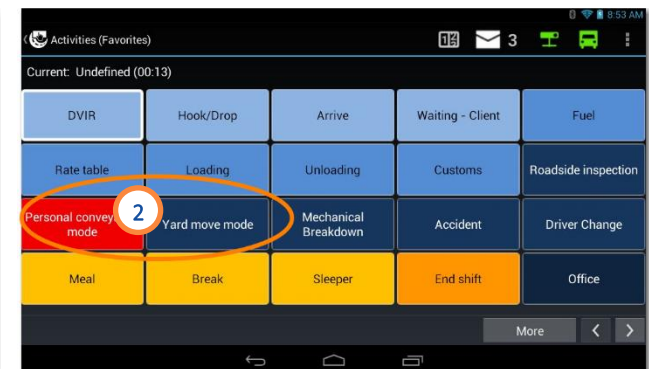 8:53 AM
Activities (Favorites)
3
Current: Undefined (00:13)
DVIR
Hook/Drop
Arrive
Waiting - Client
Fuel
Rate table
Loading
Unloading
Customs
Roadside inspection
Personal convey
mode
2
Yard move mode
Mechanical
Breakdown
Accident
Driver Change
Meal
Break
Sleeper
End shift
Office
More